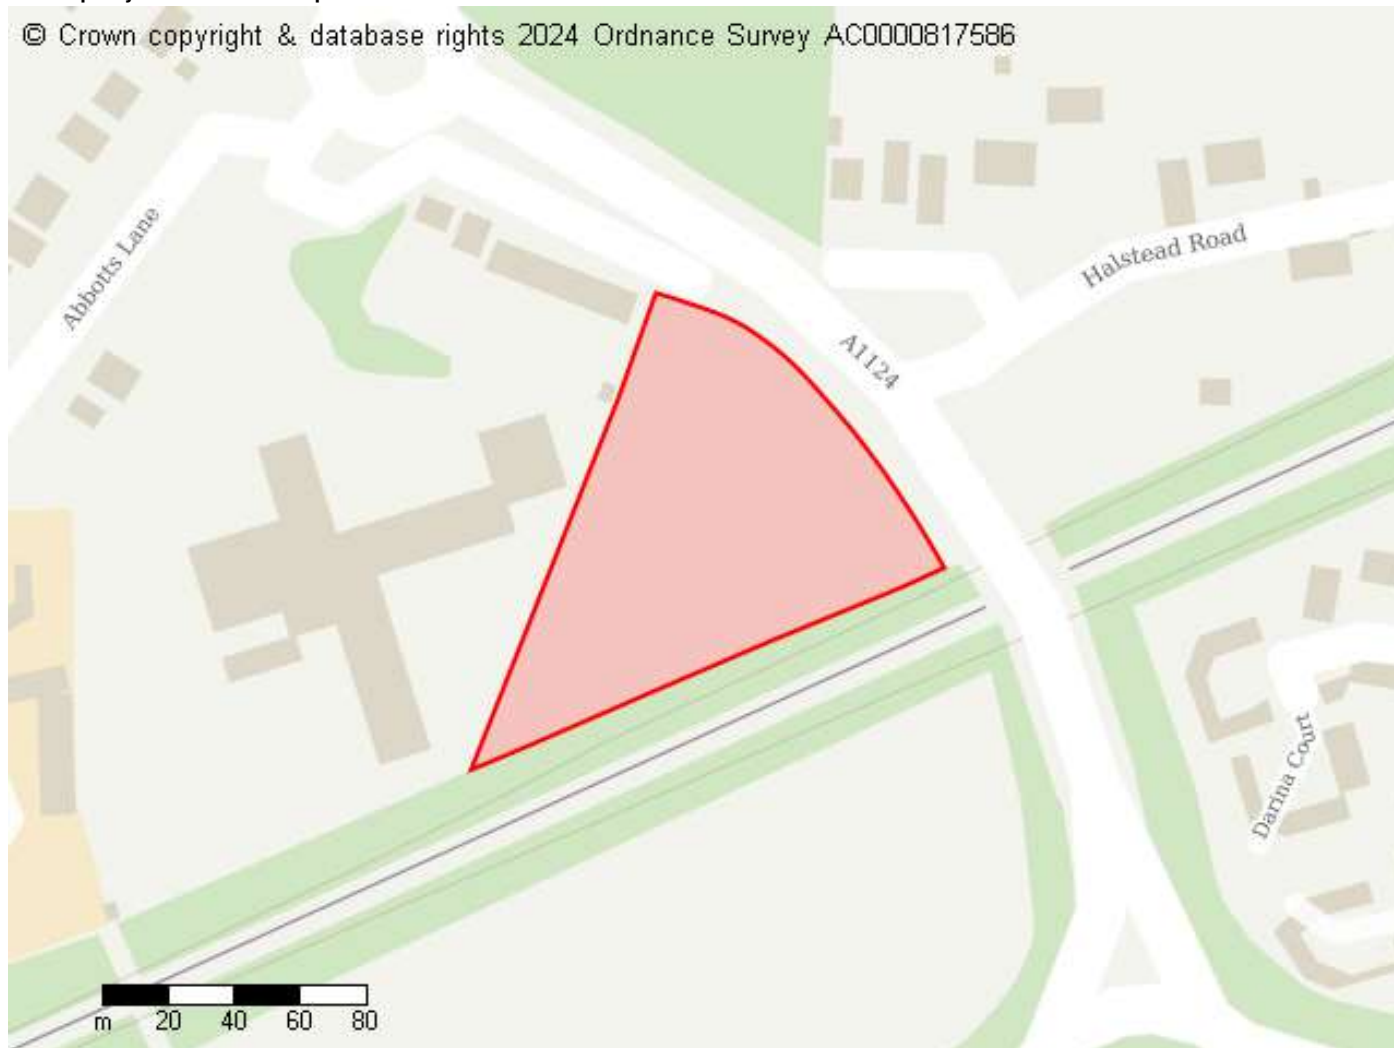 © Crown copyright & database rights 2024 Ordnance Survey AC0000817586
Abbotts Lane
Halstead Road
A1124
Darina Court
m 20 40 60 80